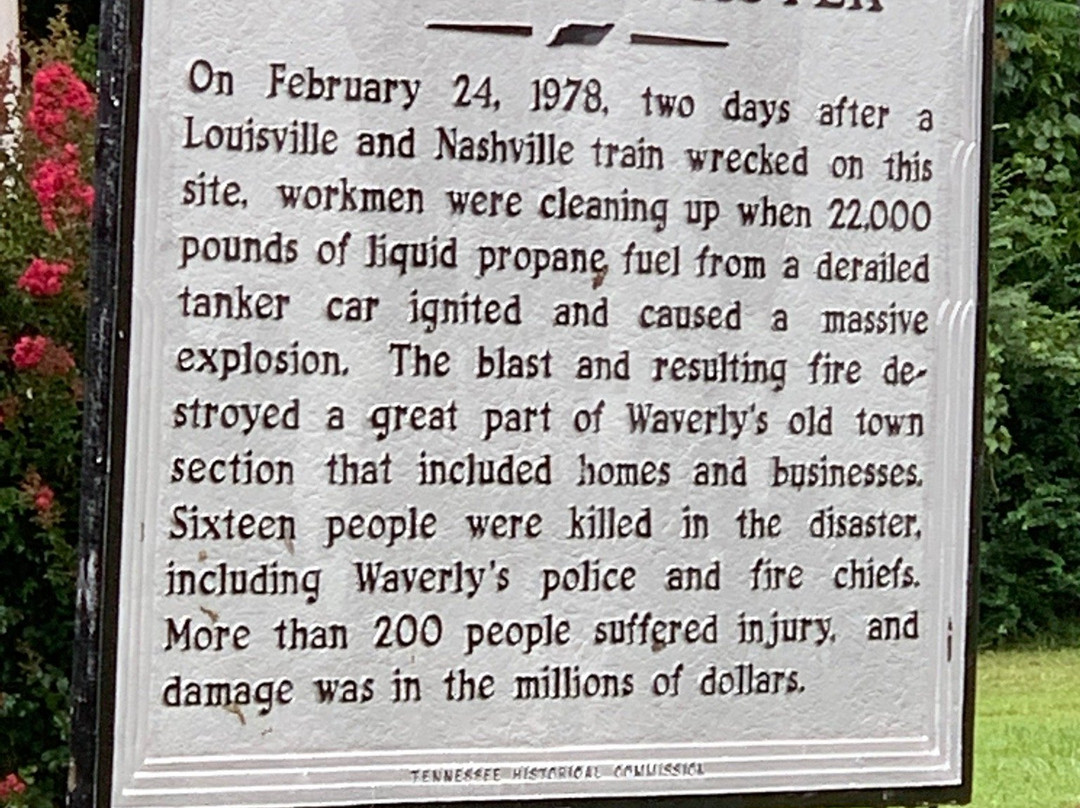 On February 24, 1978, two days after a
Louisville and Nashville train wrecked on this
site, workmen were cleaning up when 22,000
pounds of liquid propane fuel from a derailed
tanker car ignited and caused a massive
explosion. The blast and resulting fire de-
stroyed a great part of Waverly's old town
section that included homes and businesses.
Sixteen people were killed in the disaster,
including Waverly's police and fire chiefs.
More than 200 people suffered injury, and
damage was in the millions of dollars.
TENNESSEE HISTORICAL COMMISSION